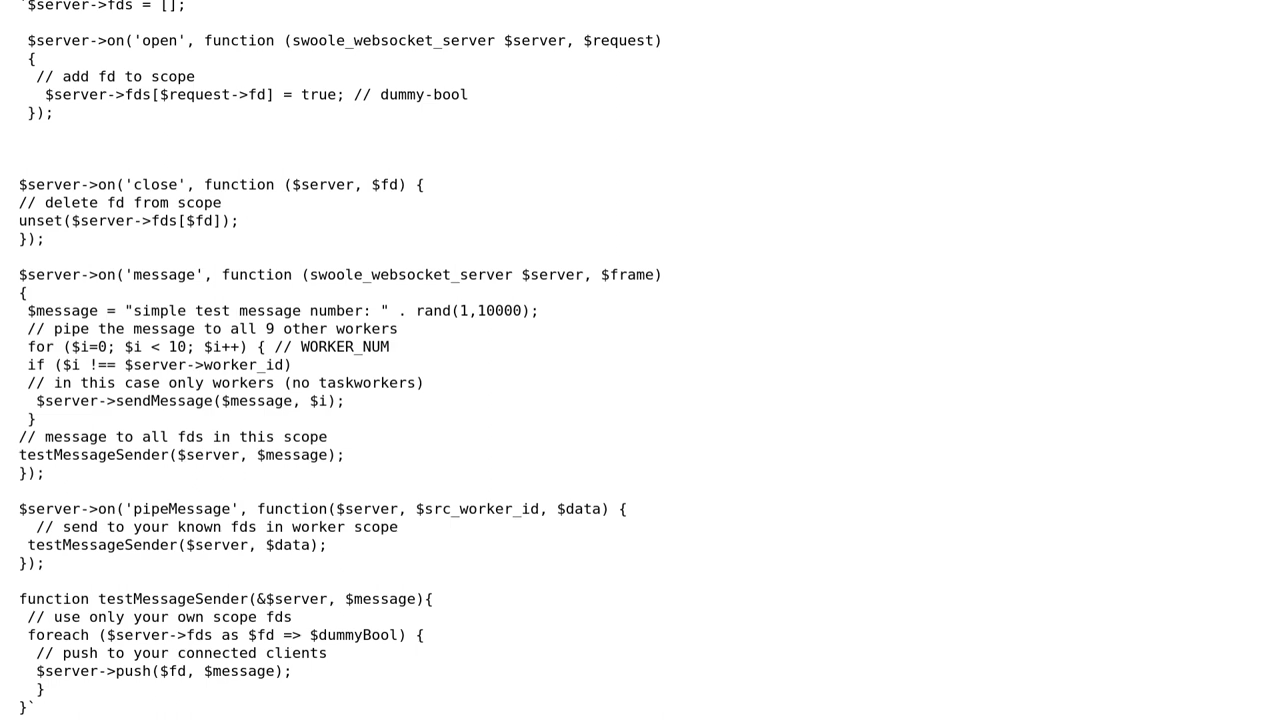 `$server->fds = [];
$server->on('open', function (swoole_websocket_server $server, $request)
{
// add fd to scope
$server->fds[$request->fd] = true; // dummy-bool
});
$server->on('close', function ($server, $fd) {
// delete fd from scope
unset($server->fds[$fd]);
});
$server->on('message', function (swoole_websocket_server $server, $frame)
{
$message = "simple test message number: " . rand(1,10000);
// pipe the message to all 9 other workers
for ($i=0; $i < 10; $i++) { // WORKER_NUM
if ($i !== $server->worker_id)
// in this case only workers (no taskworkers)
$server->sendMessage($message, $i);
}
// message to all fds in this scope
testMessageSender($server, $message);
});
$server->on('pipeMessage', function($server, $src_worker_id, $data) {
// send to your known fds in worker scope
testMessageSender($server, $data);
});
function testMessageSender(&$server, $message){
// use only your own scope fds
foreach ($server->fds as $fd => $dummyBool) {
// push to your connected clients
$server->push($fd, $message);
}
}`